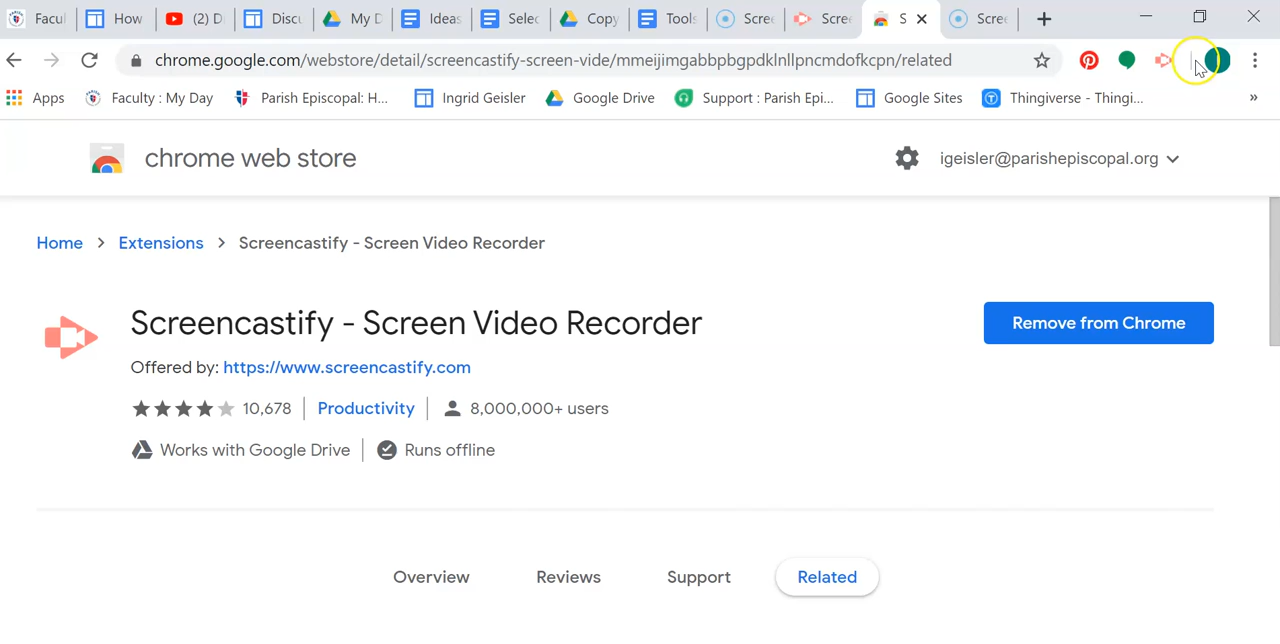 Facul
How
(2) D
Discu
My D
Ideas
Selec
Copy
Tools
Scree
Scree
S
Scree
chrome.google.com/webstore/detail/screencastify-screen-vide/mmeijimgabbpbgpdklnllpncmdofkcpn/related
Apps Faculty : My Day Parish Episcopal: H... Ingrid Geisler Google Drive Support : Parish Epi... Google Sites Thingiverse - Thingi... »
chrome web store igeisler@parishepiscopal.org
Home > Extensions > Screencastify - Screen Video Recorder
Screencastify - Screen Video Recorder
Remove from Chrome
Offered by: https://www.screencastify.com
10,678 Productivity 8,000,000+ users
Works with Google Drive Runs offline
Overview Reviews Support Related